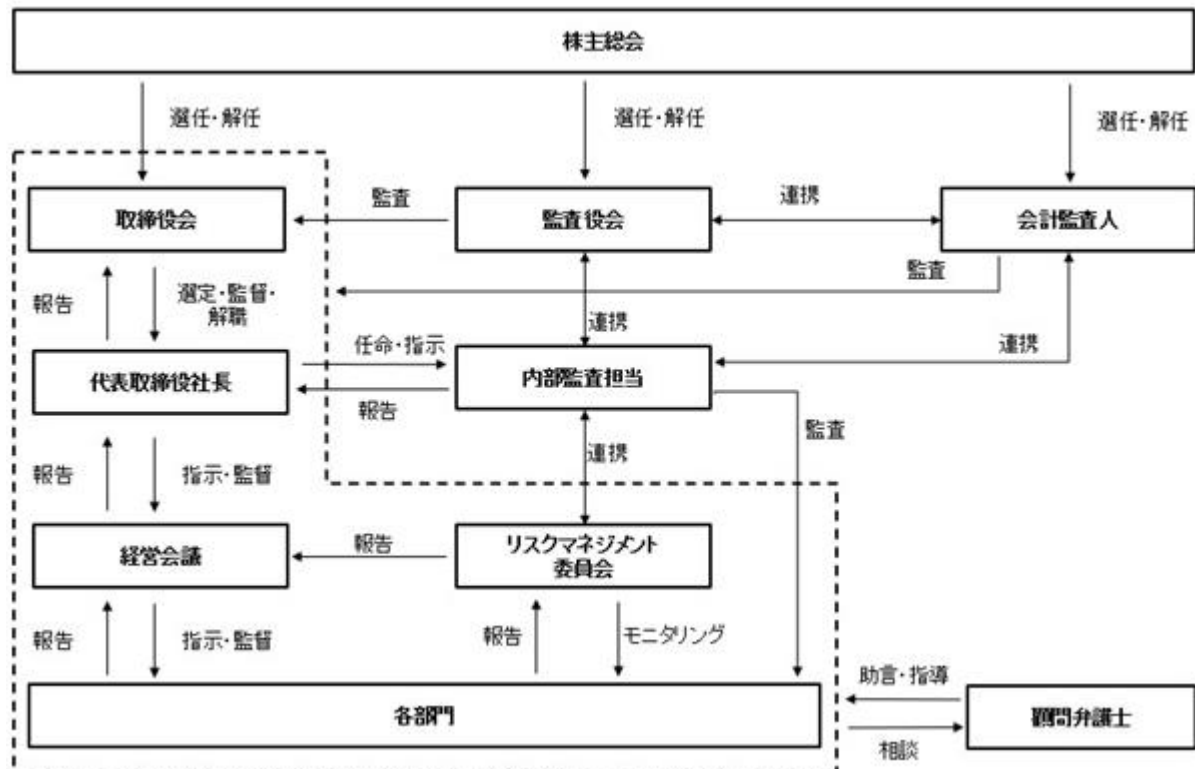 株主総会
選任・解任
選任・解任
選任・解任
取締役会
監査
監査役会
連携
会計監査人
監査
報告
選定・監督・
解職
連携
連携
任命・指示
代表取締役社長
内部監査担当
報告
監査
報告
指示・監督
連携
経営会議
報告
リスクマネジメント
委員会
報告
指示・監督
報告
モニタリング
助言・指導
各部門
顧問弁護士
相談